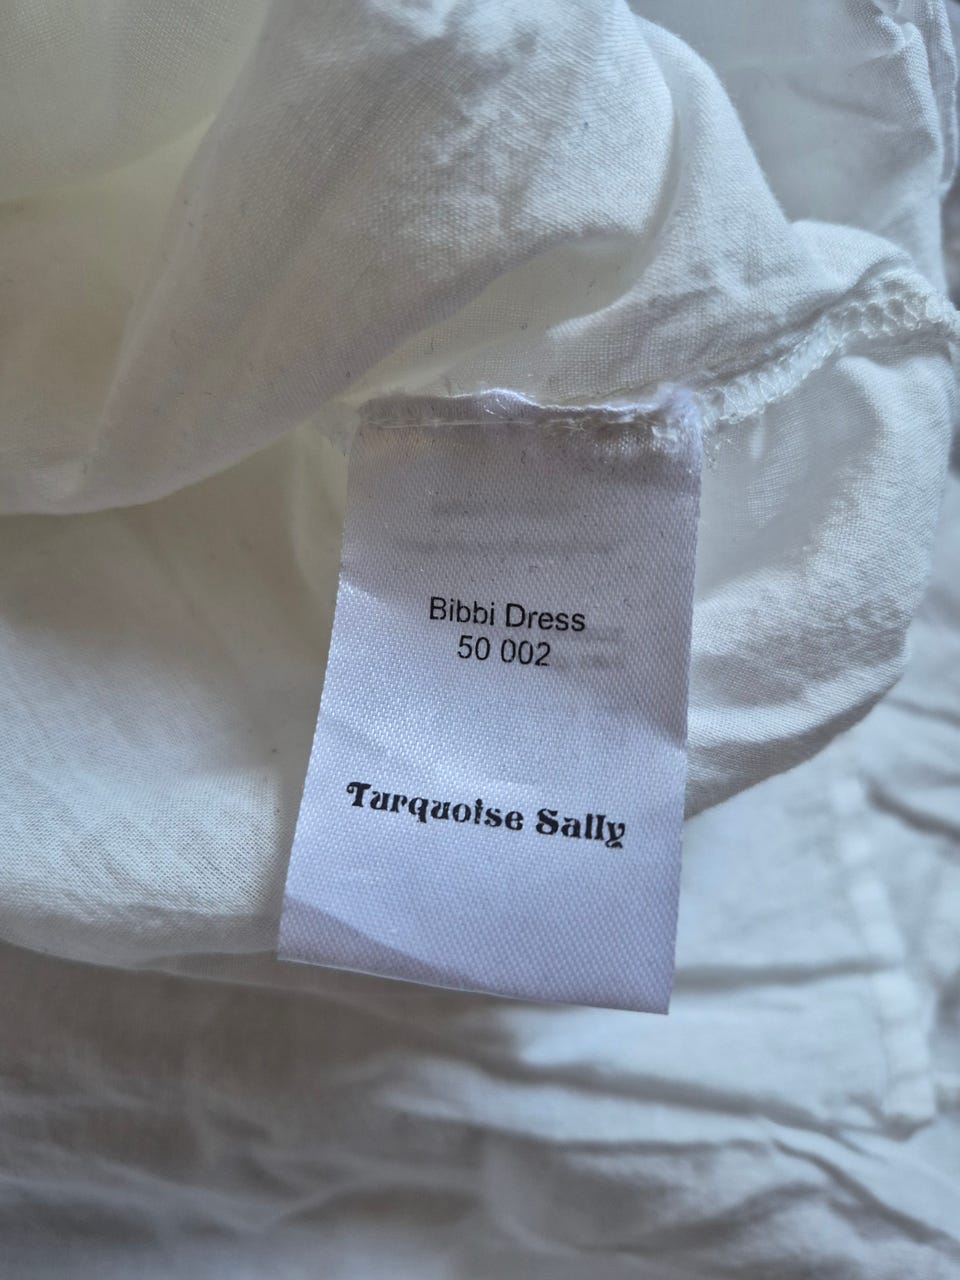 Bibbi Dress
50 002
Turquoise Sally